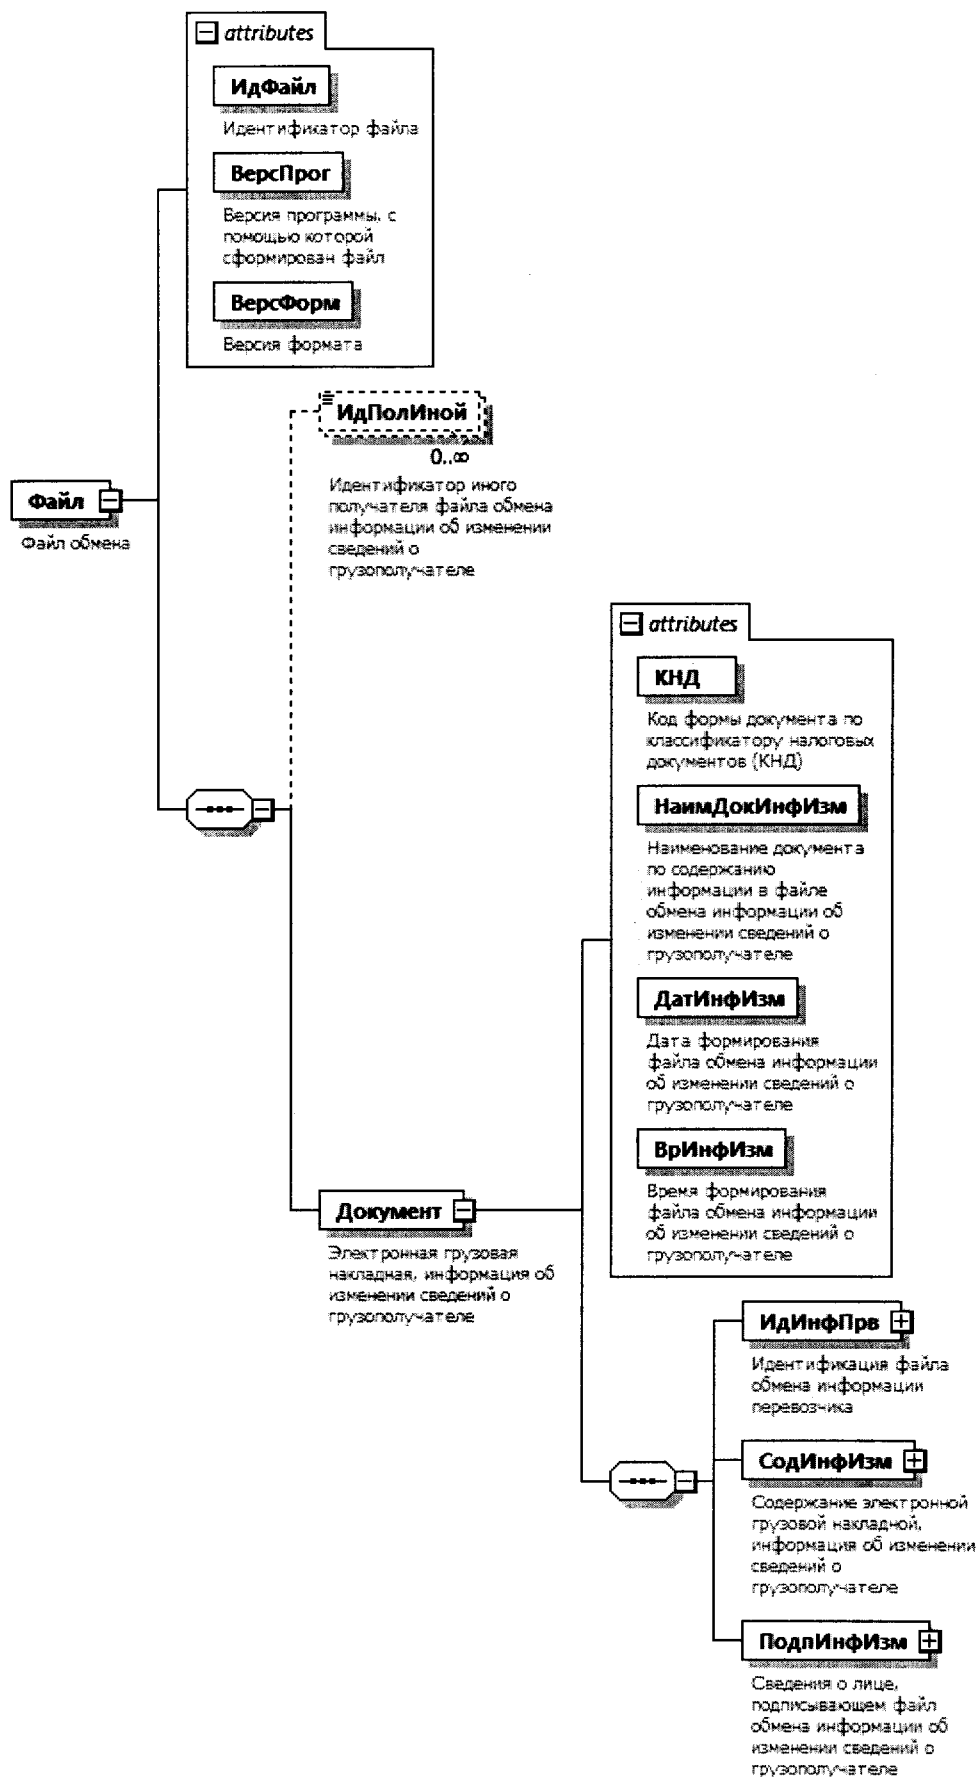 attributes
ИдФайл
Идентификатор файла
ВерсПрог
Версия программы, с
помощью которой
сформирован файл
ВерсФорм
Версия формата
ИдПолИной
0..∞
Идентификатор иного
получателя файла обмена
информации об изменении
сведений о
грузополучателе
Файл
Файл обмена
attributes
КНД
Код формы документа по
классификатору налоговых
документов (КНД)
НаимДокИнфИзм
Наименование документа
по содержанию
информации в файле
обмена информации об
изменении сведений о
грузополучателе
ДатИнфИзм
Дата формирования
файла обмена информации
об изменении сведений о
грузополучателе
ВрИнфИзм
Время формирования
файла обмена информации
об изменении сведений о
грузополучателе
Документ
Электронная грузовая
накладная, информация об
изменении сведений о
грузополучателе
ИдИнфПрв
Идентификация файла
обмена информации
перевозчика
СодИнфИзм
Содержание электронной
грузовой накладной,
информация об изменении
сведений о
грузополучателе
ПодпИнфИзм
Сведения о лице,
подписывающем файл
обмена информации об
изменении сведений о
грузополучателе